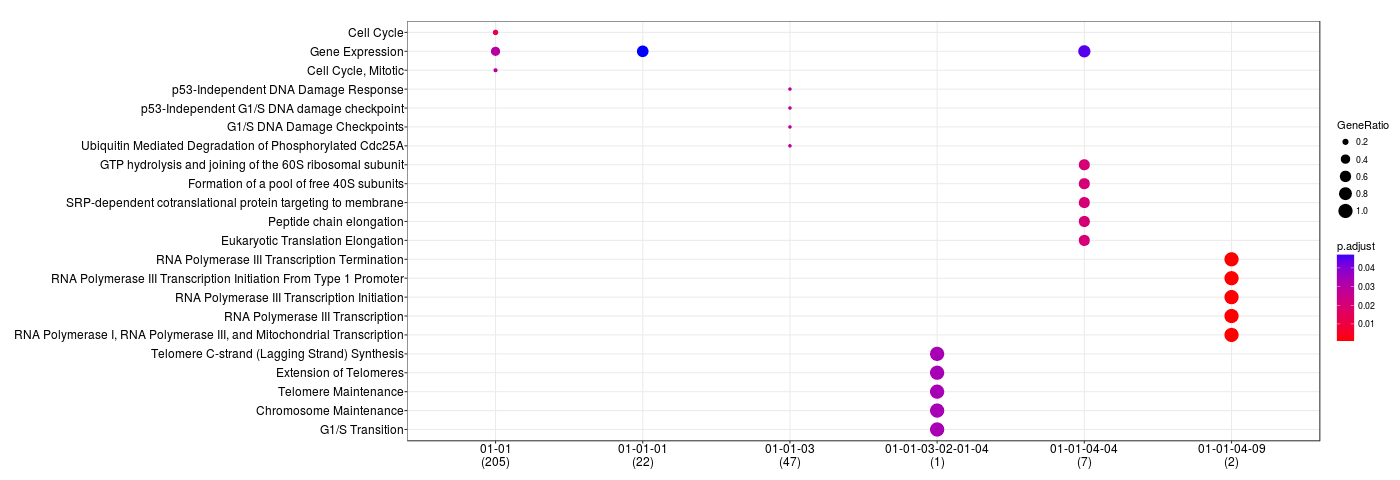 Cell Cycle
Gene Expression
Cell Cycle, Mitotic
p53-Independent DNA Damage Response
p53-Independent G1/S DNA damage checkpoint
G1/S DNA Damage Checkpoints
Ubiquitin Mediated Degradation of Phosphorylated Cdc25A
GTP hydrolysis and joining of the 60S ribosomal subunit
Formation of a pool of free 40S subunits
SRP-dependent cotranslational protein targeting to membrane
Peptide chain elongation
Eukaryotic Translation Elongation
RNA Polymerase III Transcription Termination
RNA Polymerase III Transcription Initiation From Type 1 Promoter
RNA Polymerase III Transcription Initiation
RNA Polymerase III Transcription
RNA Polymerase I, RNA Polymerase III, and Mitochondrial Transcription
Telomere C-strand (Lagging Strand) Synthesis
Extension of Telomeres
Telomere Maintenance
Chromosome Maintenance
G1/S Transition
01-01 01-01-01 01-01-03 01-01-03-02-01-04 01-01-04-04 01-01-04-09
(205) (22) (47) (1) (7) (2)
GeneRatio
0.2
0.4
0.6
0.8
1.0
p.adjust
0.04
0.03
0.02
0.01